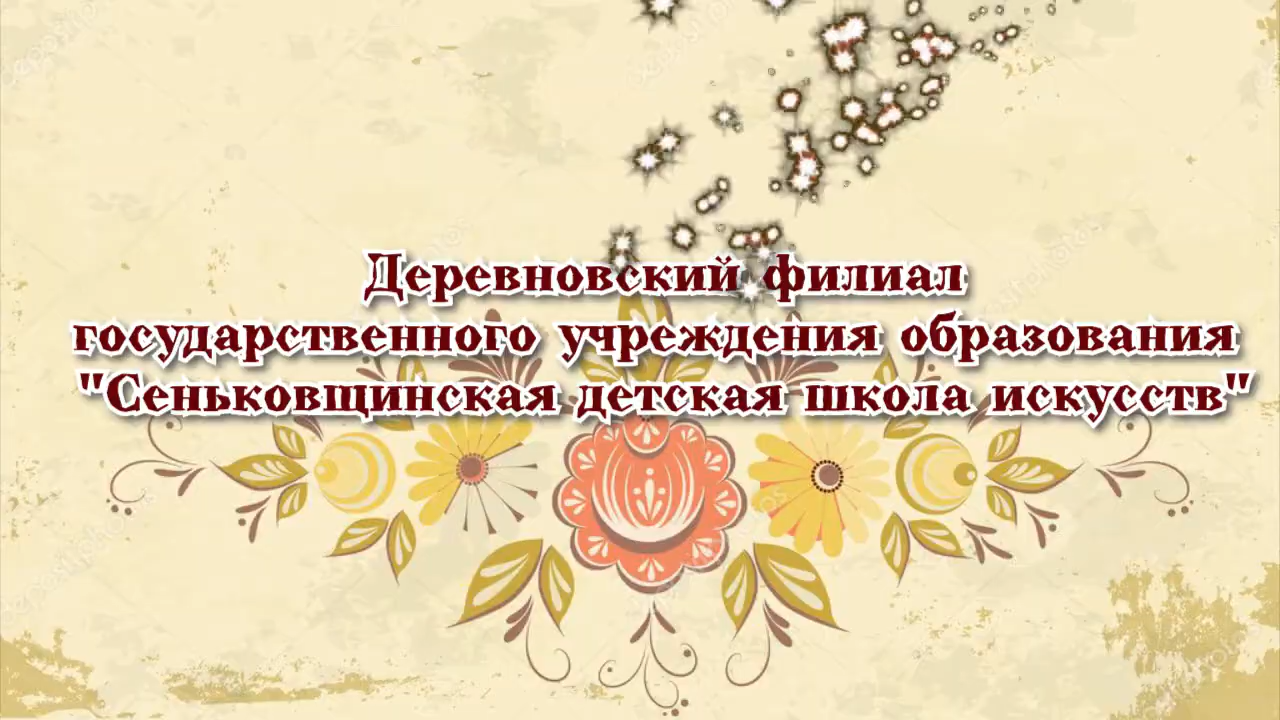 Деревновский филиал
государственного учреждения образования
"Сеньковщинская детская школа искусств"